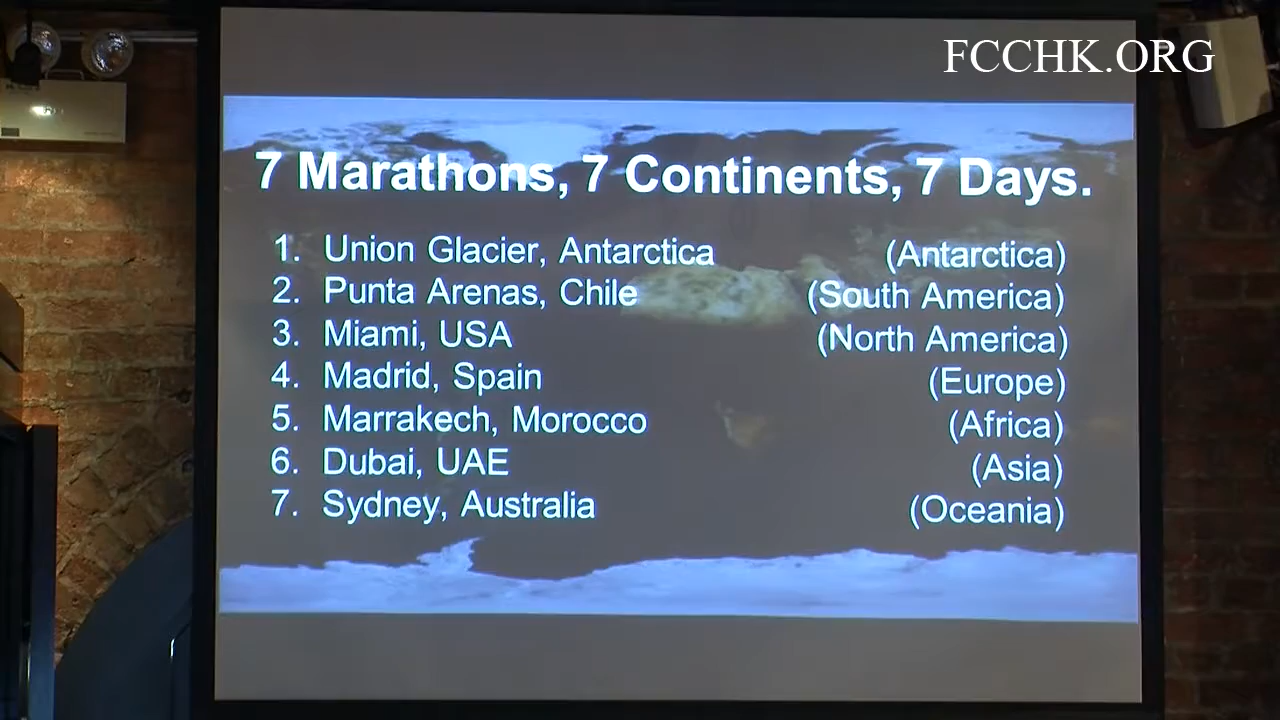 FCCHK.ORG
7 Marathons, 7 Continents, 7 Days.
1. Union Glacier, Antarctica (Antarctica)
2. Punta Arenas, Chile (South America)
3. Miami, USA (North America)
4. Madrid, Spain (Europe)
5. Marrakech, Morocco (Africa)
6. Dubai, UAE (Asia)
7. Sydney, Australia (Oceania)